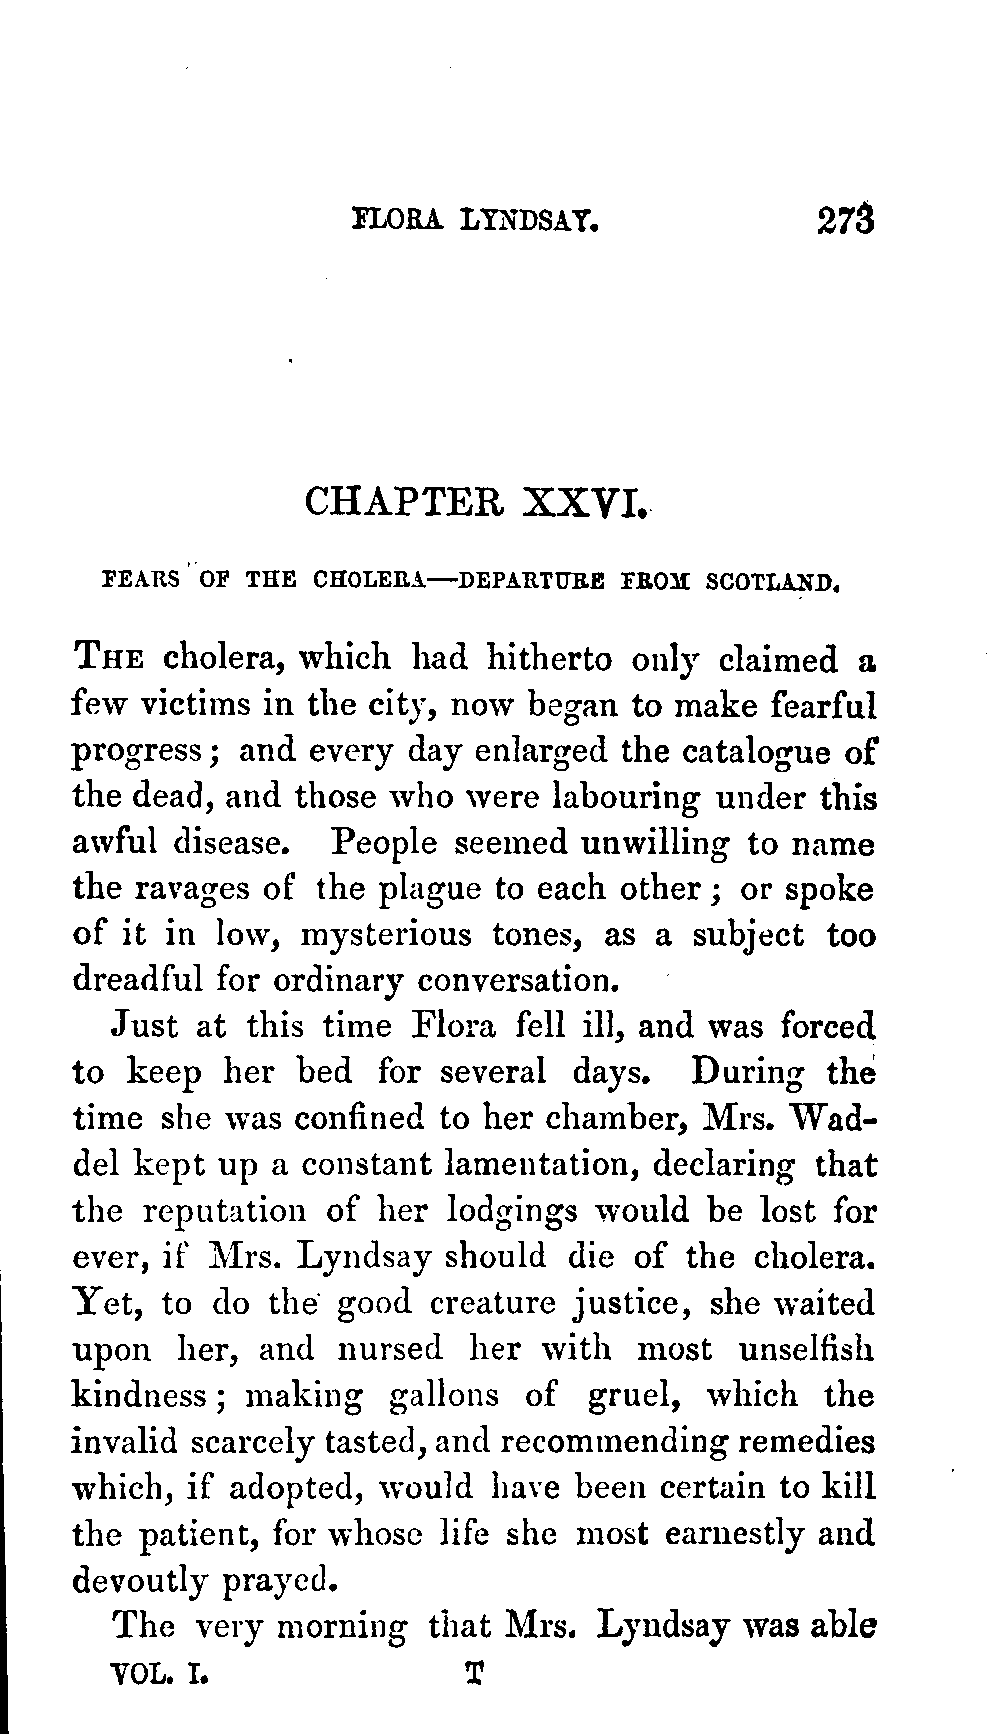 FLORA LYNDSAY. 273
CHAPTER XXVI.
FEARS OF THE CHOLERA—DEPARTURE FROM SCOTLAND.
THE cholera, which had hitherto only claimed a
few victims in the city, now began to make fearful
progress; and every day enlarged the catalogue of
the dead, and those who were labouring under this
awful disease. People seemed unwilling to name
the ravages of the plague to each other; or spoke
of it in low, mysterious tones, as a subject too
dreadful for ordinary conversation.
Just at this time Flora fell ill, and was forced
to keep her bed for several days. During the
time she was confined to her chamber, Mrs. Wad-
del kept up a constant lamentation, declaring that
the reputation of her lodgings would be lost for
ever, if Mrs. Lyndsay should die of the cholera.
Yet, to do the good creature justice, she waited
upon her, and nursed her with most unselfish
kindness; making gallons of gruel, which the
invalid scarcely tasted, and recommending remedies
which, if adopted, would have been certain to kill
the patient, for whose life she most earnestly and
devoutly prayed.
The very morning that Mrs. Lyndsay was able
VOL. I. T